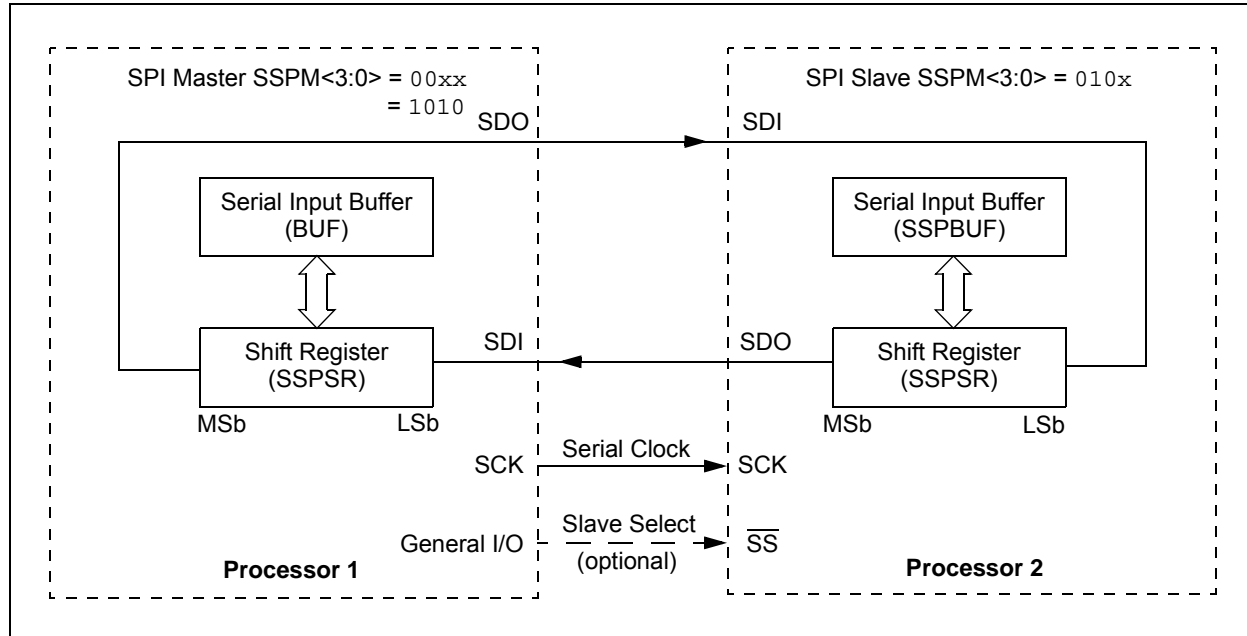 SPI Master SSPM<3:0> = 00xx
= 1010
SDO
Serial Input Buffer
(BUF)
Shift Register
(SSPSR)
MSb
LSb
SDI
SCK
General I/O
Processor 1
Serial Clock
Slave Select
(optional)
SPI Slave SSPM<3:0> = 010x
SDI
Serial Input Buffer
(SSPBUF)
SDO
Shift Register
(SSPSR)
MSb
LSb
SCK
SS
Processor 2